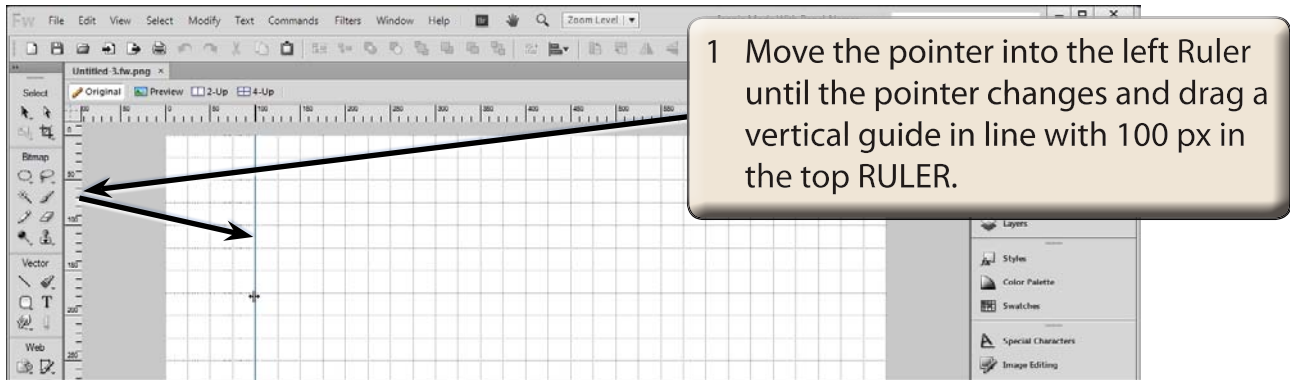 Fw File Edit View Select Modify Text Commands Filters Window Help Br Zoom Level
1 Move the pointer into the left Ruler
until the pointer changes and drag a
vertical guide in line with 100 px in
the top RULER.
Untitled-3.fw.png ×
Select
Original Preview 2-Up 4-Up
Bitmap
Vector
Web
Layers
Styles
Color Palette
Swatches
Special Characters
Image Editing